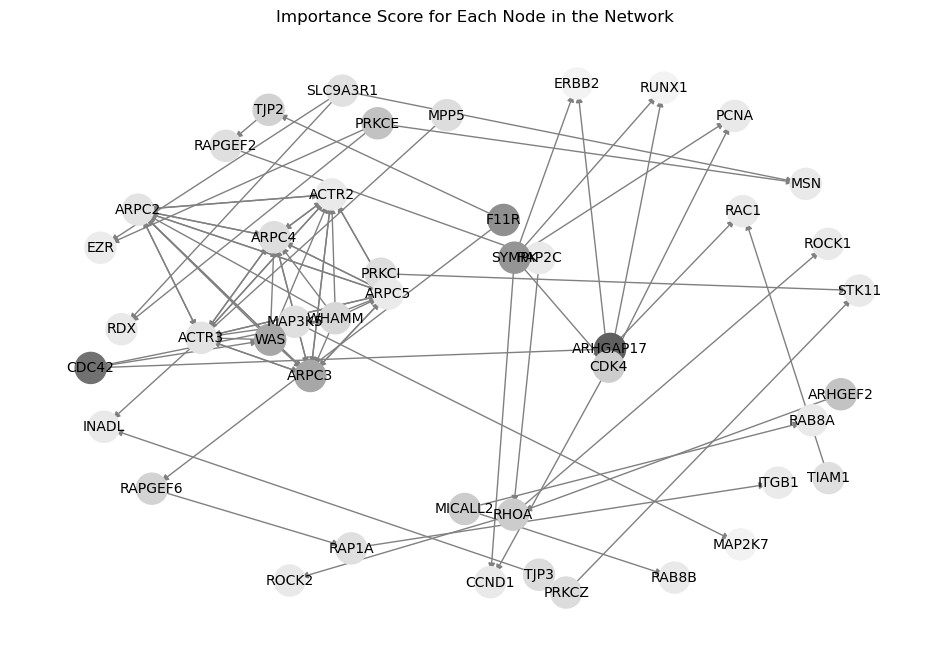 Importance Score for Each Node in the Network
ERBB2
RUNX1
SLC9A3R1
TJP2
MPP5
PCNA
PRKCE
RAPGEF2
MSN
ACTR2
ARPC2
RAC1
F11R
ARPC4
ROCK1
EZR
SYMPK
RAP2C
PRKCI
STK11
ARPC5
MAP3K5
WHAMM
RDX
ACTR3
WAS
ARHGAP17
CDC42
CDK4
ARPC3
ARHGEF2
RAB8A
INADL
TIAM1
ITGB1
RAPGEF6
MICALL2
RHOA
MAP2K7
RAP1A
TJP3
RAB8B
ROCK2
CCND1
PRKCZ